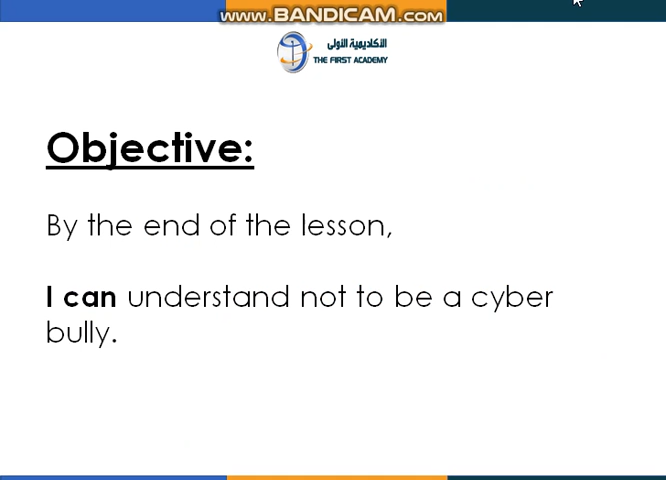 www.BANDICAM.com
الأكاديمية الأولى
THE FIRST ACADEMY
Objective:
By the end of the lesson,
I can understand not to be a cyber
bully.